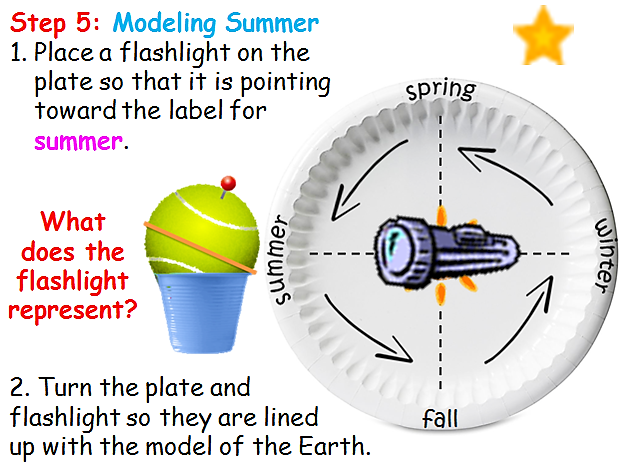 Step 5: Modeling Summer
1. Place a flashlight on the
plate so that it is pointing
toward the label for
summer.
What
does the
flashlight
represent?
spring
summer
winter
fall
2. Turn the plate and
flashlight so they are lined
up with the model of the Earth.